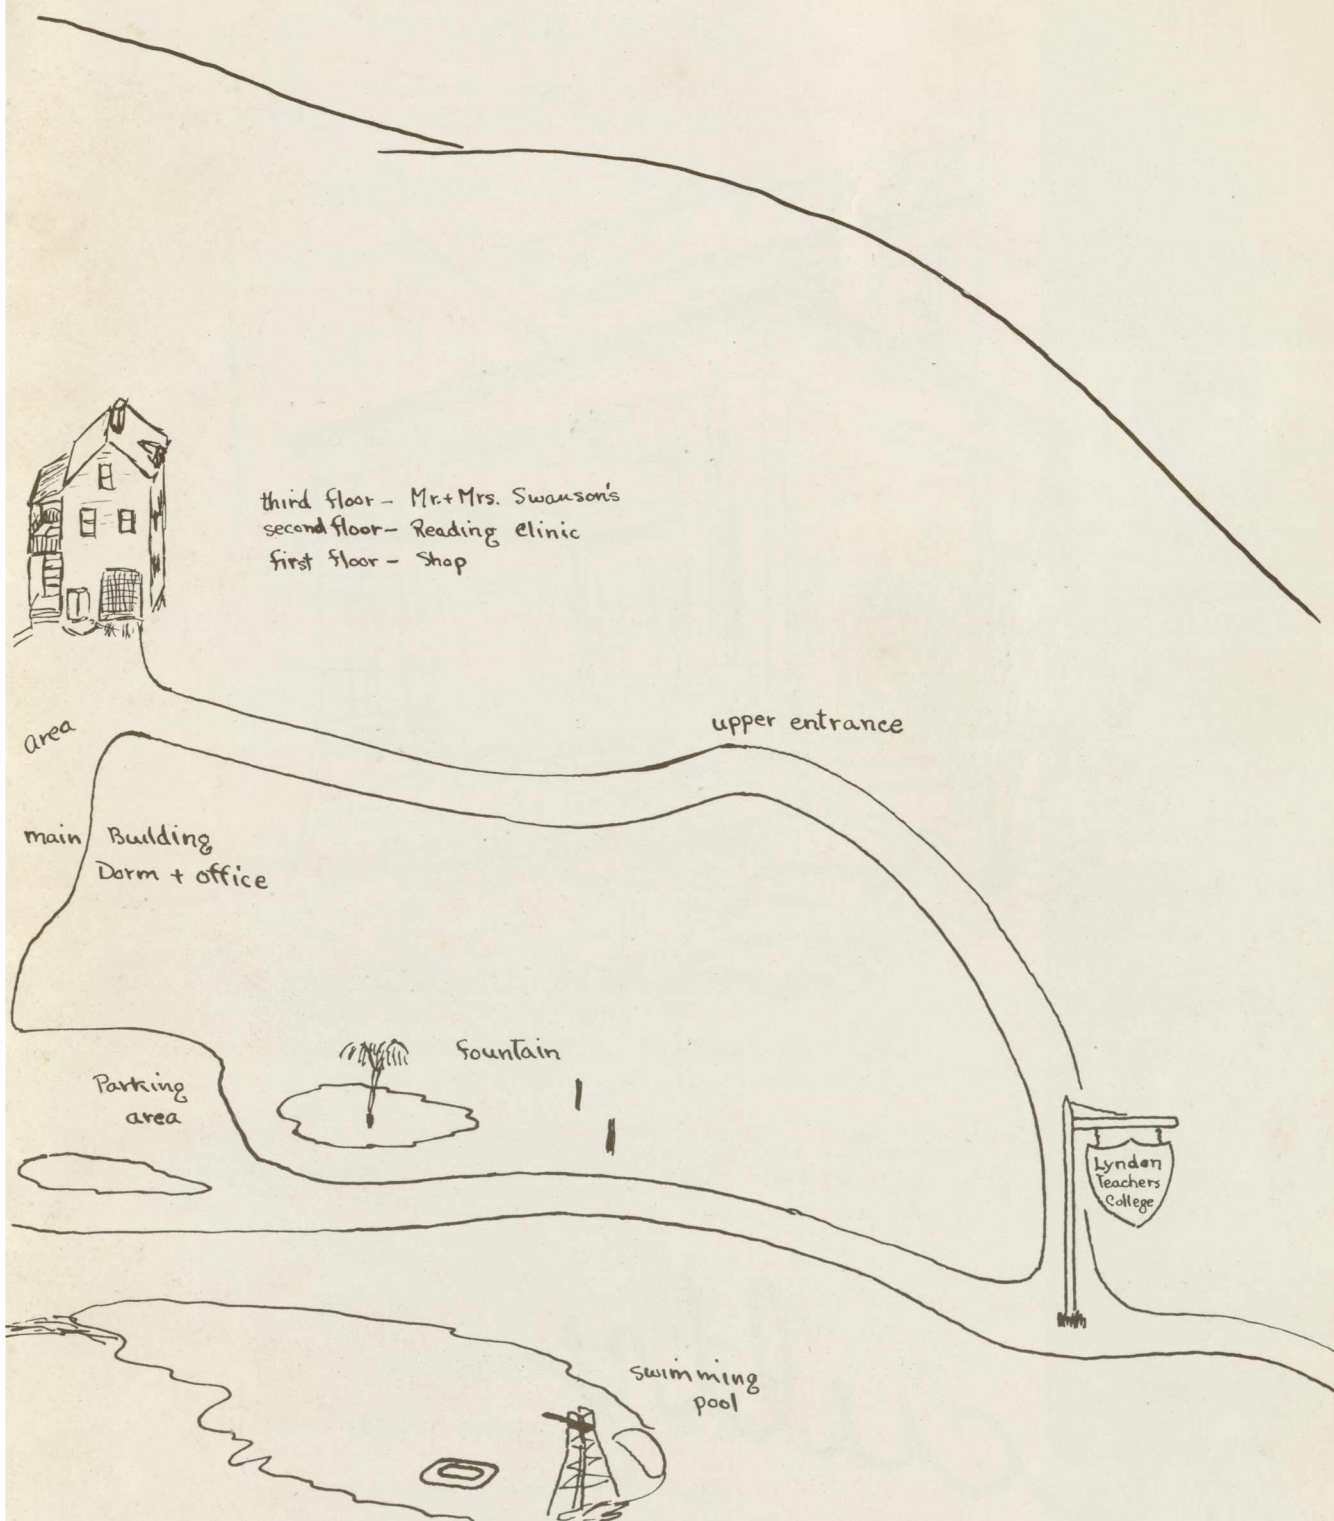 third floor - Mr.+Mrs. Swanson's
second floor - Reading Clinic
first floor - Shop
area
upper entrance
main Building
Dorm + office
fountain
Parking
area
Lyndon
Teachers
College
swimming
pool